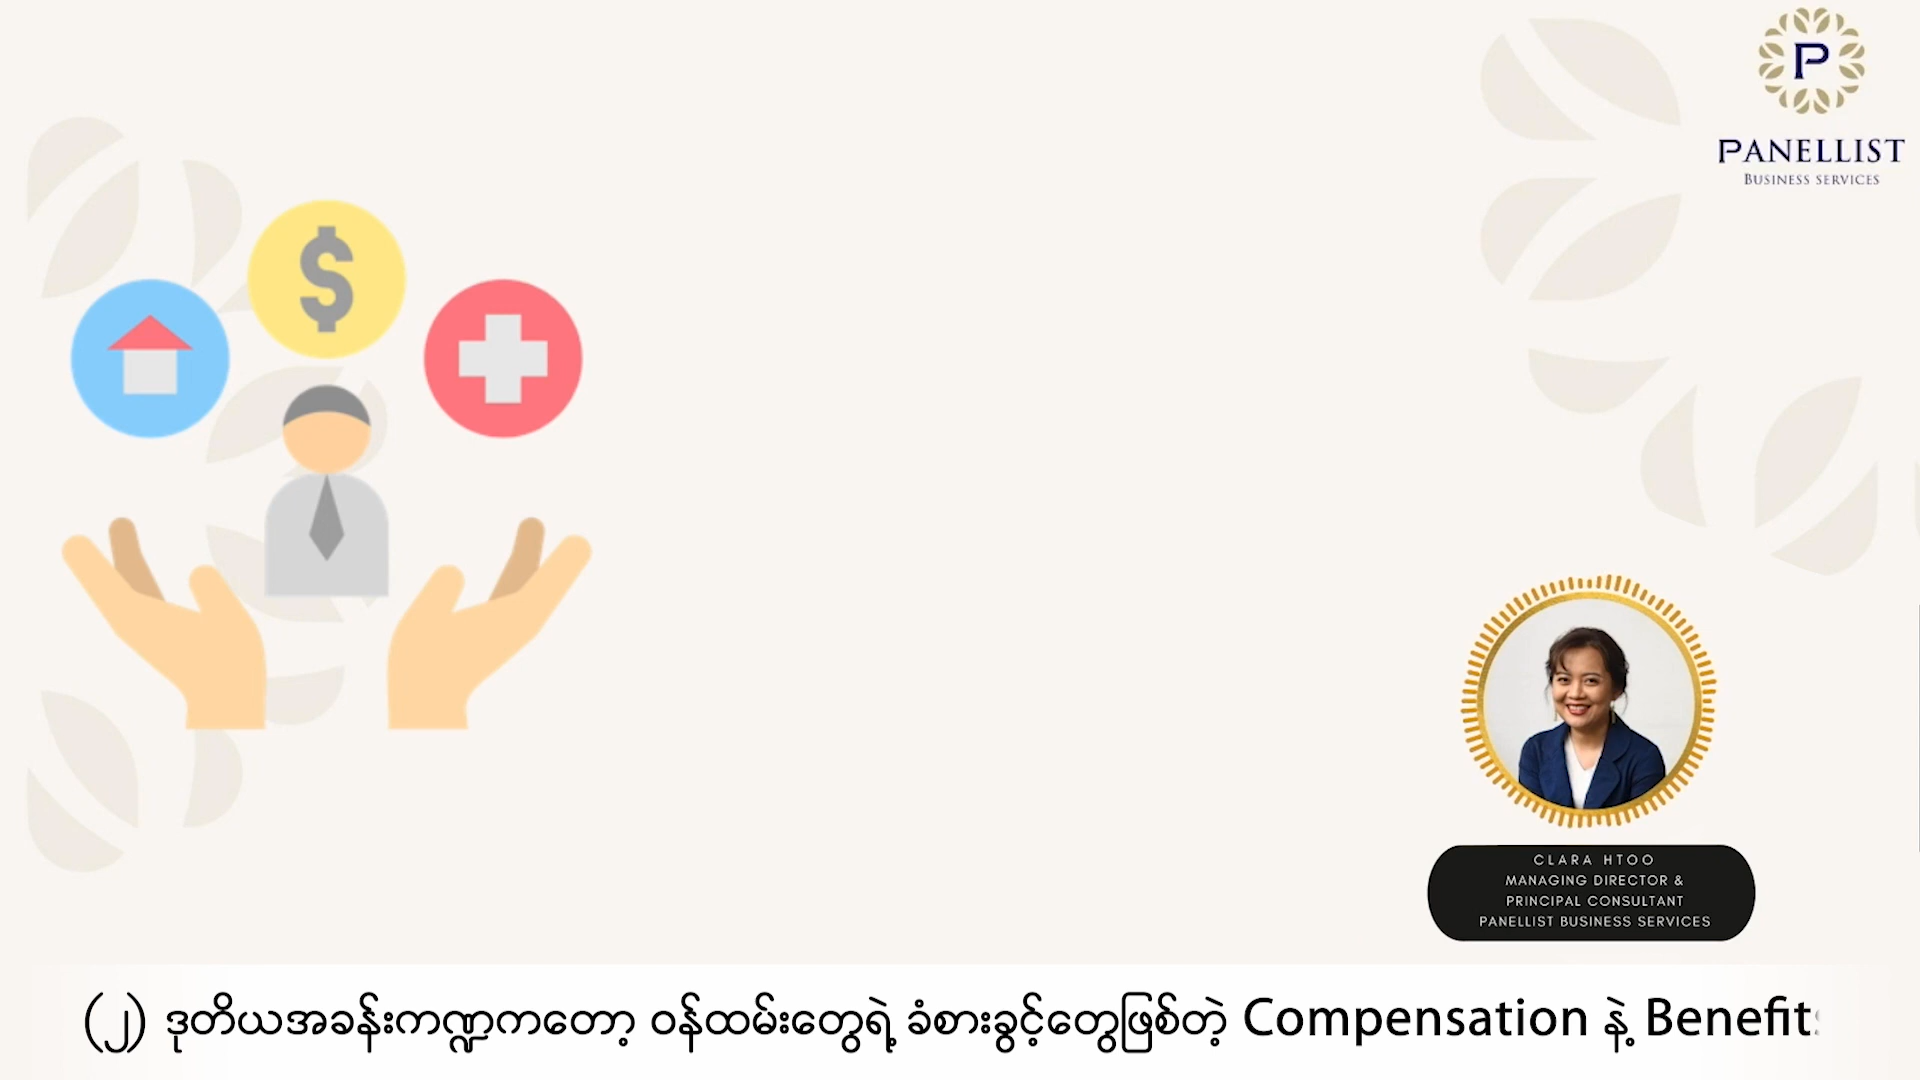 P
PANELLIST
BUSINESS SERVICES
CLARA HTOO
MANAGING DIRECTOR &
PRINCIPAL CONSULTANT
PANELLIST BUSINESS SERVICES
(၂) ဒုတိယအခန်းကဏ္ဍကတော့ ဝန်ထမ်းတွေရဲ့ ခံစားခွင့်တွေဖြစ်တဲ့ Compensation နဲ့ Benefits